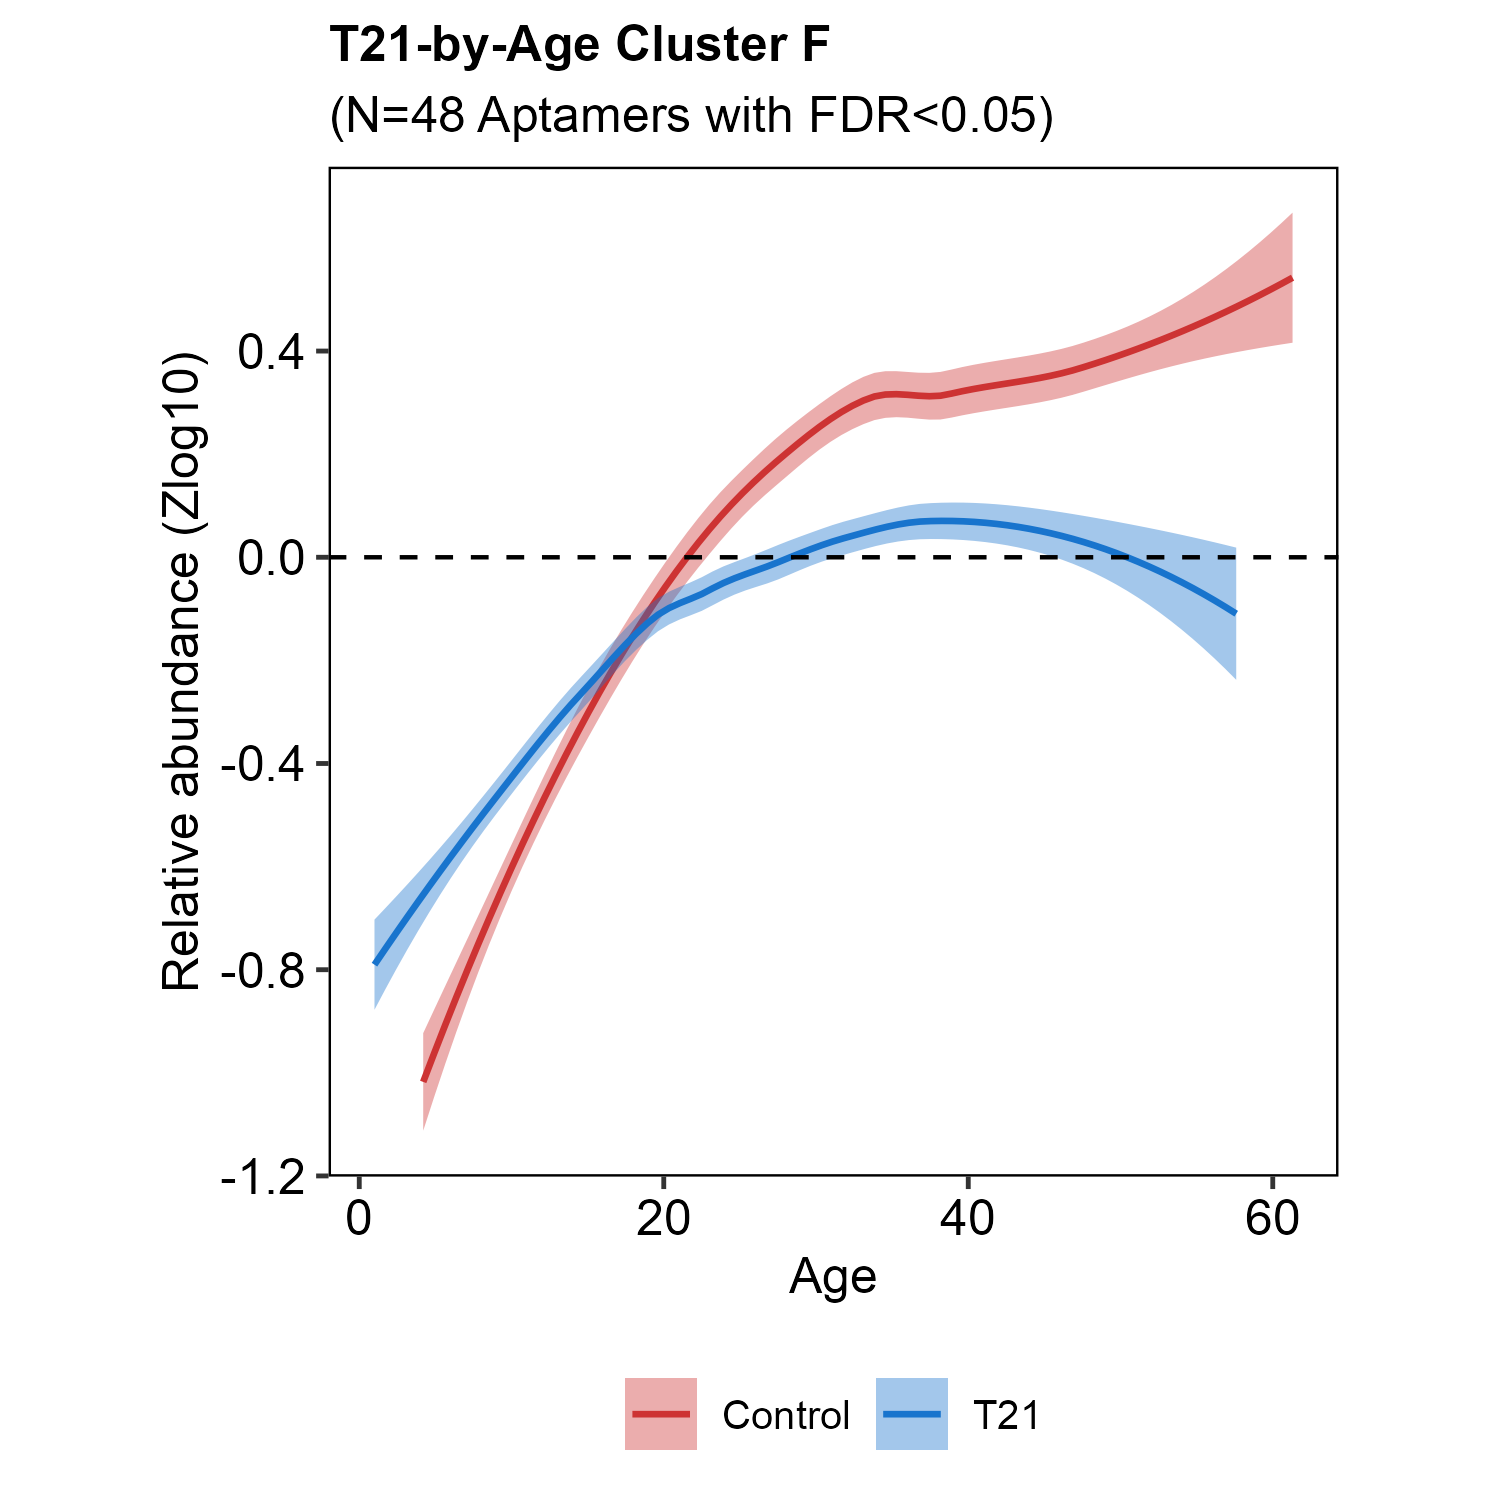 T21-by-Age Cluster F
(N=48 Aptamers with FDR<0.05)
Relative abundance (Zlog10)
0.4
0.0
-0.4
-0.8
-1.2
0 20 40 60
Age
Control T21